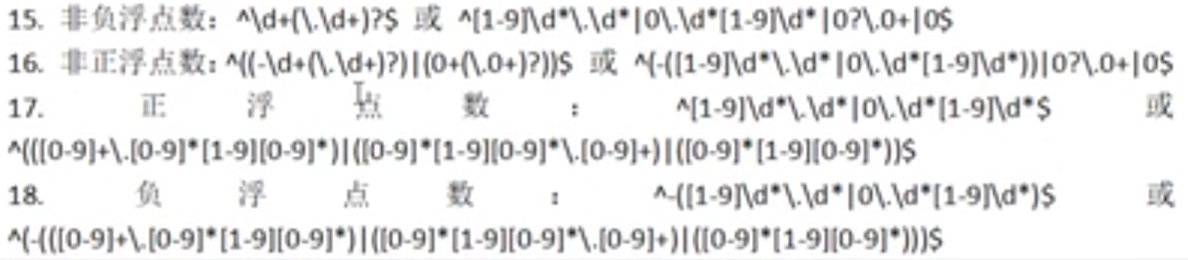 15. 非负浮点数：^\d+(\.\d+)?$ 或 ^[1-9]\d*\.\d*|0\.\d*[1-9]\d*|0?\.0+|0$
16. 非正浮点数：^((-\d+(\.\d+)?)|(0+(\.0+)?))$ 或 ^(-([1-9]\d*\.\d*|0\.\d*[1-9]\d*))|0?\.0+|0$
17. 正浮点数：^[1-9]\d*\.\d*|0\.\d*[1-9]\d*$ 或
^(([0-9]+\.[0-9]*[1-9][0-9]*)|([0-9]*[1-9][0-9]*\.[0-9]+)|([0-9]*[1-9][0-9]*))$
18. 负浮点数：^-([1-9]\d*\.\d*|0\.\d*[1-9]\d*)$ 或
^(-(([0-9]+\.[0-9]*[1-9][0-9]*)|([0-9]*[1-9][0-9]*\.[0-9]+)|([0-9]*[1-9][0-9]*)))$